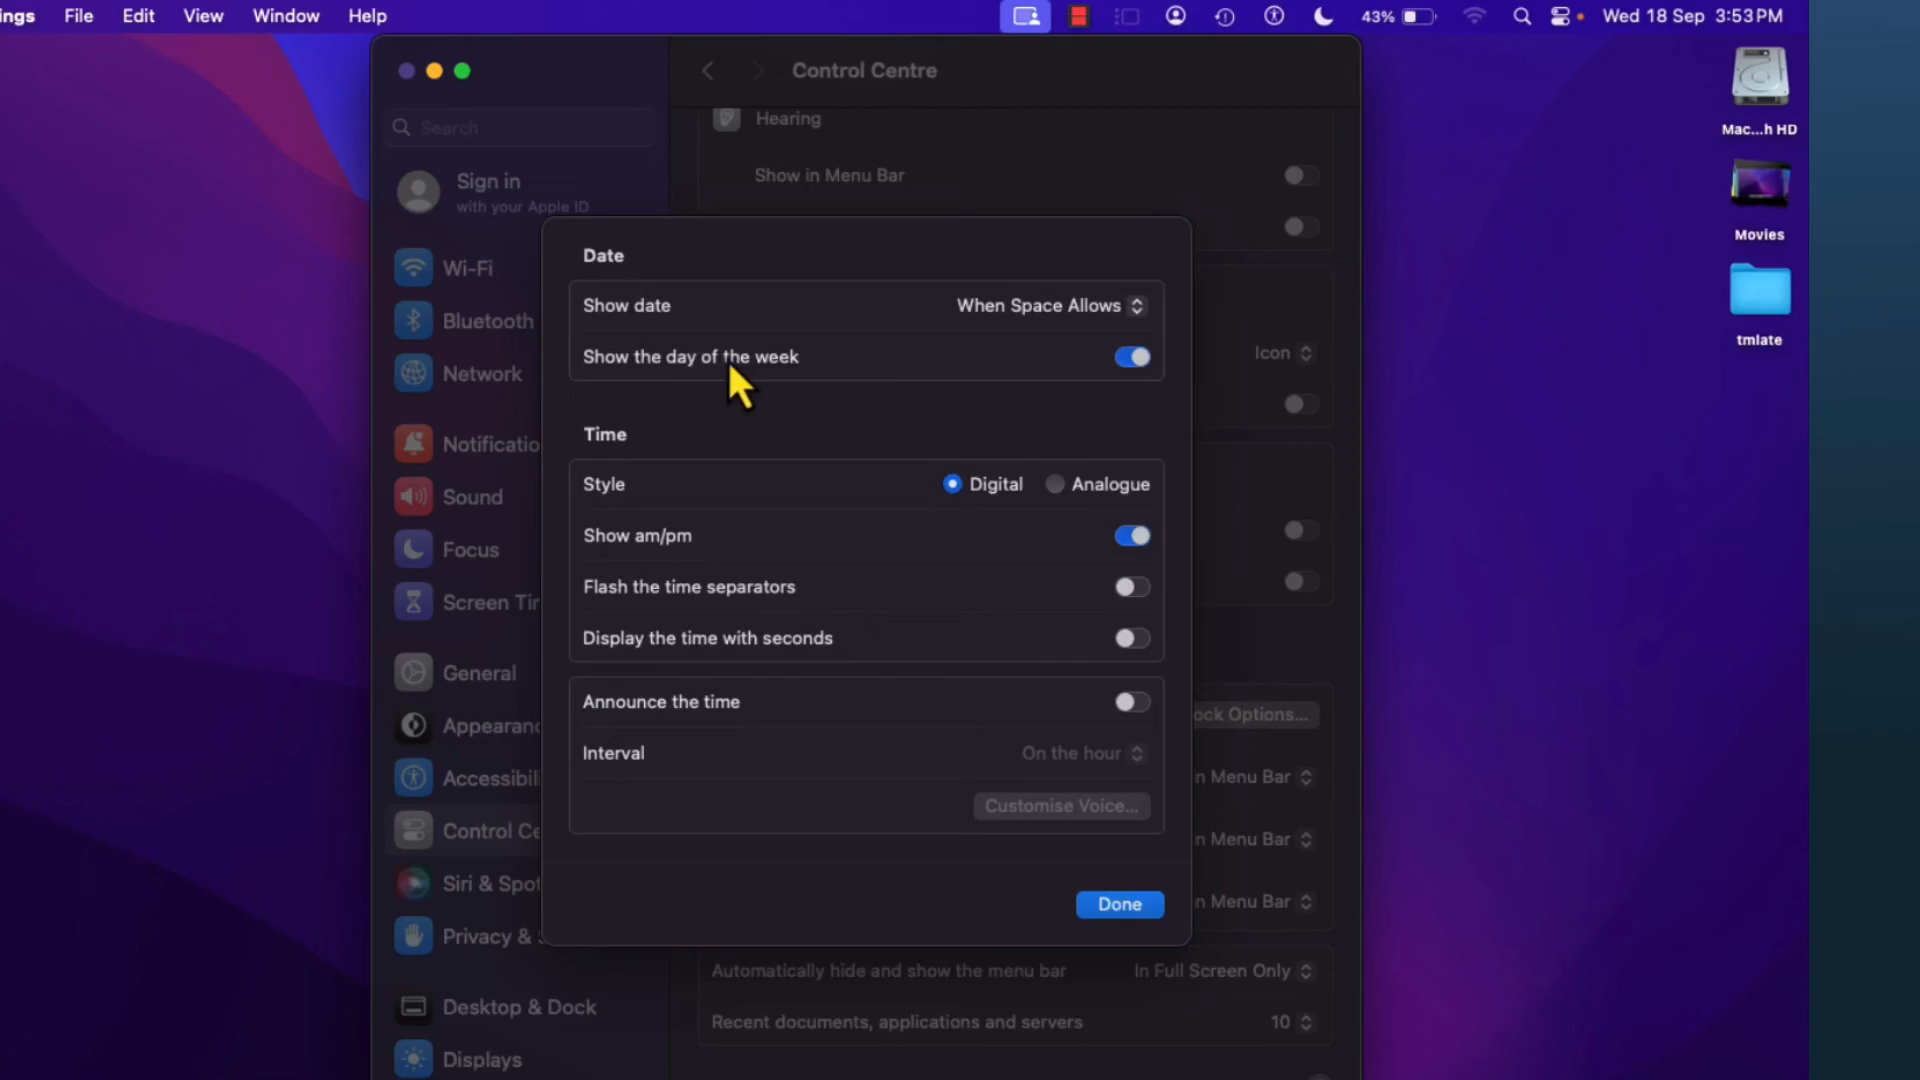 ings File Edit View Window Help 43% Wed 18 Sep 3:53 PM
Mac...h HD
Movies
tmlate
Search
Sign in
with your Apple ID
Wi-Fi
Bluetooth
Network
Notificatio
Sound
Focus
Screen Tir
General
Appearanc
Accessibil
Control Ce
Siri & Spot
Privacy & S
Desktop & Dock
Displays
Control Centre
Hearing
Show in Menu Bar
Icon
Date
Show date When Space Allows
Show the day of the week
Time
Style Digital Analogue
Show am/pm
Flash the time separators
Display the time with seconds
Announce the time
Interval On the hour
Customise Voice...
Done
ock Options...
n Menu Bar
n Menu Bar
n Menu Bar
Automatically hide and show the menu bar In Full Screen Only
Recent documents, applications and servers 10